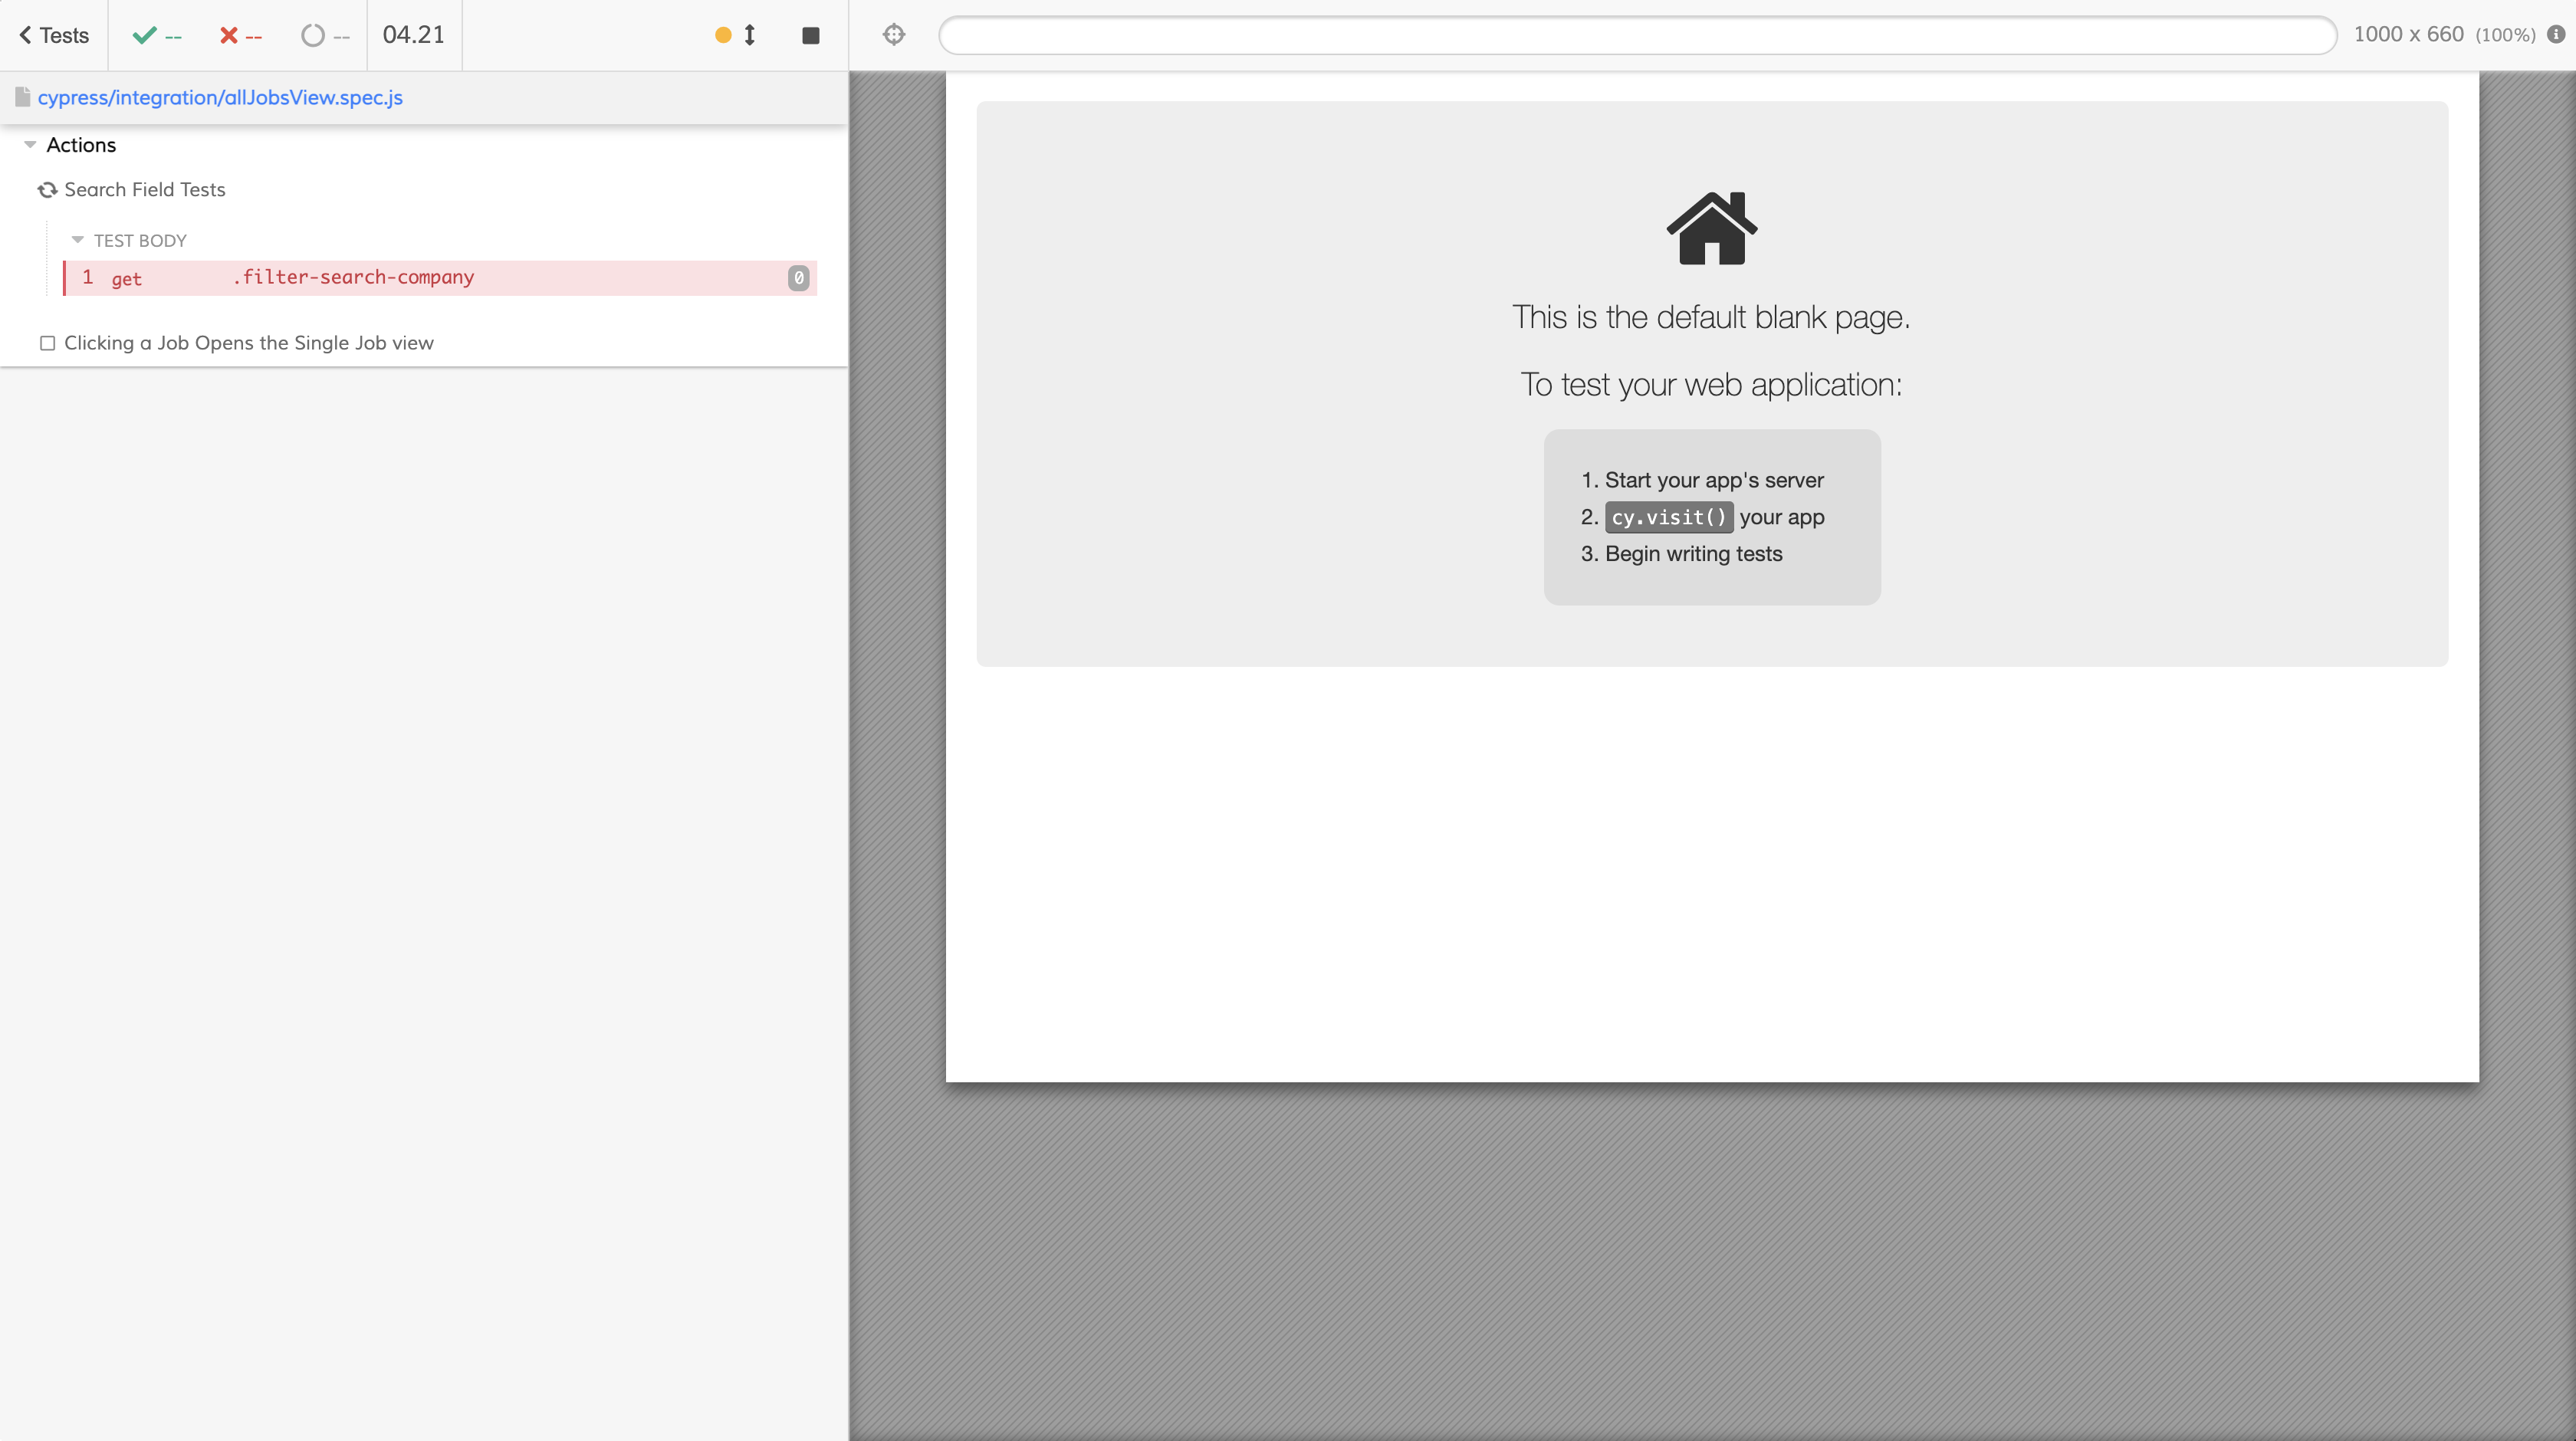 Tests -- -- -- 04.21
1000 x 660 (100%)
cypress/integration/allJobsView.spec.js
Actions
Search Field Tests
TEST BODY
1 get .filter-search-company 0
Clicking a Job Opens the Single Job view
This is the default blank page.
To test your web application:
1. Start your app's server
2. cy.visit() your app
3. Begin writing tests